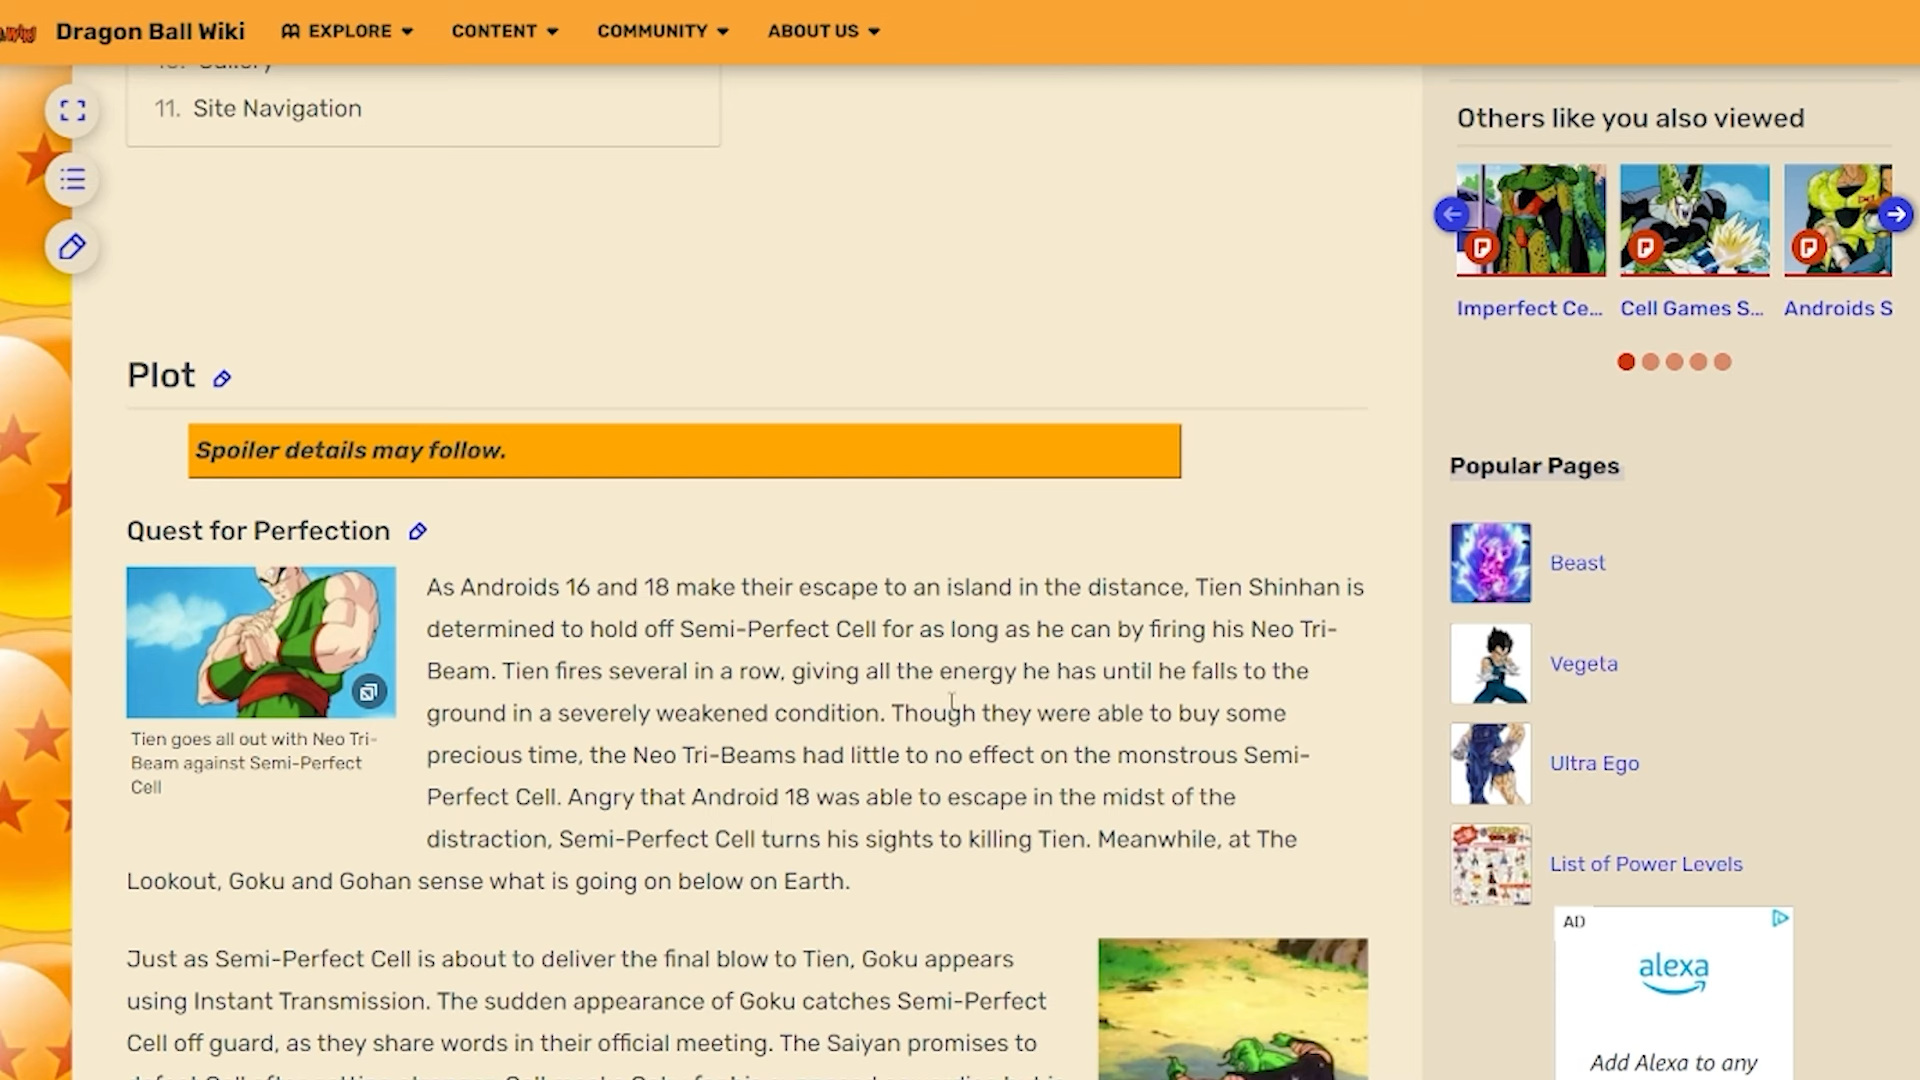 Dragon Ball Wiki
EXPLORE
CONTENT
COMMUNITY
ABOUT US
11. Site Navigation
Plot
Spoiler details may follow.
Quest for Perfection
Tien goes all out with Neo Tri-
Beam against Semi-Perfect
Cell
As Androids 16 and 18 make their escape to an island in the distance, Tien Shinhan is
determined to hold off Semi-Perfect Cell for as long as he can by firing his Neo Tri-
Beam. Tien fires several in a row, giving all the energy he has until he falls to the
ground in a severely weakened condition. Though they were able to buy some
precious time, the Neo Tri-Beams had little to no effect on the monstrous Semi-
Perfect Cell. Angry that Android 18 was able to escape in the midst of the
distraction, Semi-Perfect Cell turns his sights to killing Tien. Meanwhile, at The
Lookout, Goku and Gohan sense what is going on below on Earth.
Just as Semi-Perfect Cell is about to deliver the final blow to Tien, Goku appears
using Instant Transmission. The sudden appearance of Goku catches Semi-Perfect
Cell off guard, as they share words in their official meeting. The Saiyan promises to
Others like you also viewed
Imperfect Ce...
Cell Games S...
Androids S
Popular Pages
Beast
Vegeta
Ultra Ego
List of Power Levels
AD
alexa
Add Alexa to any